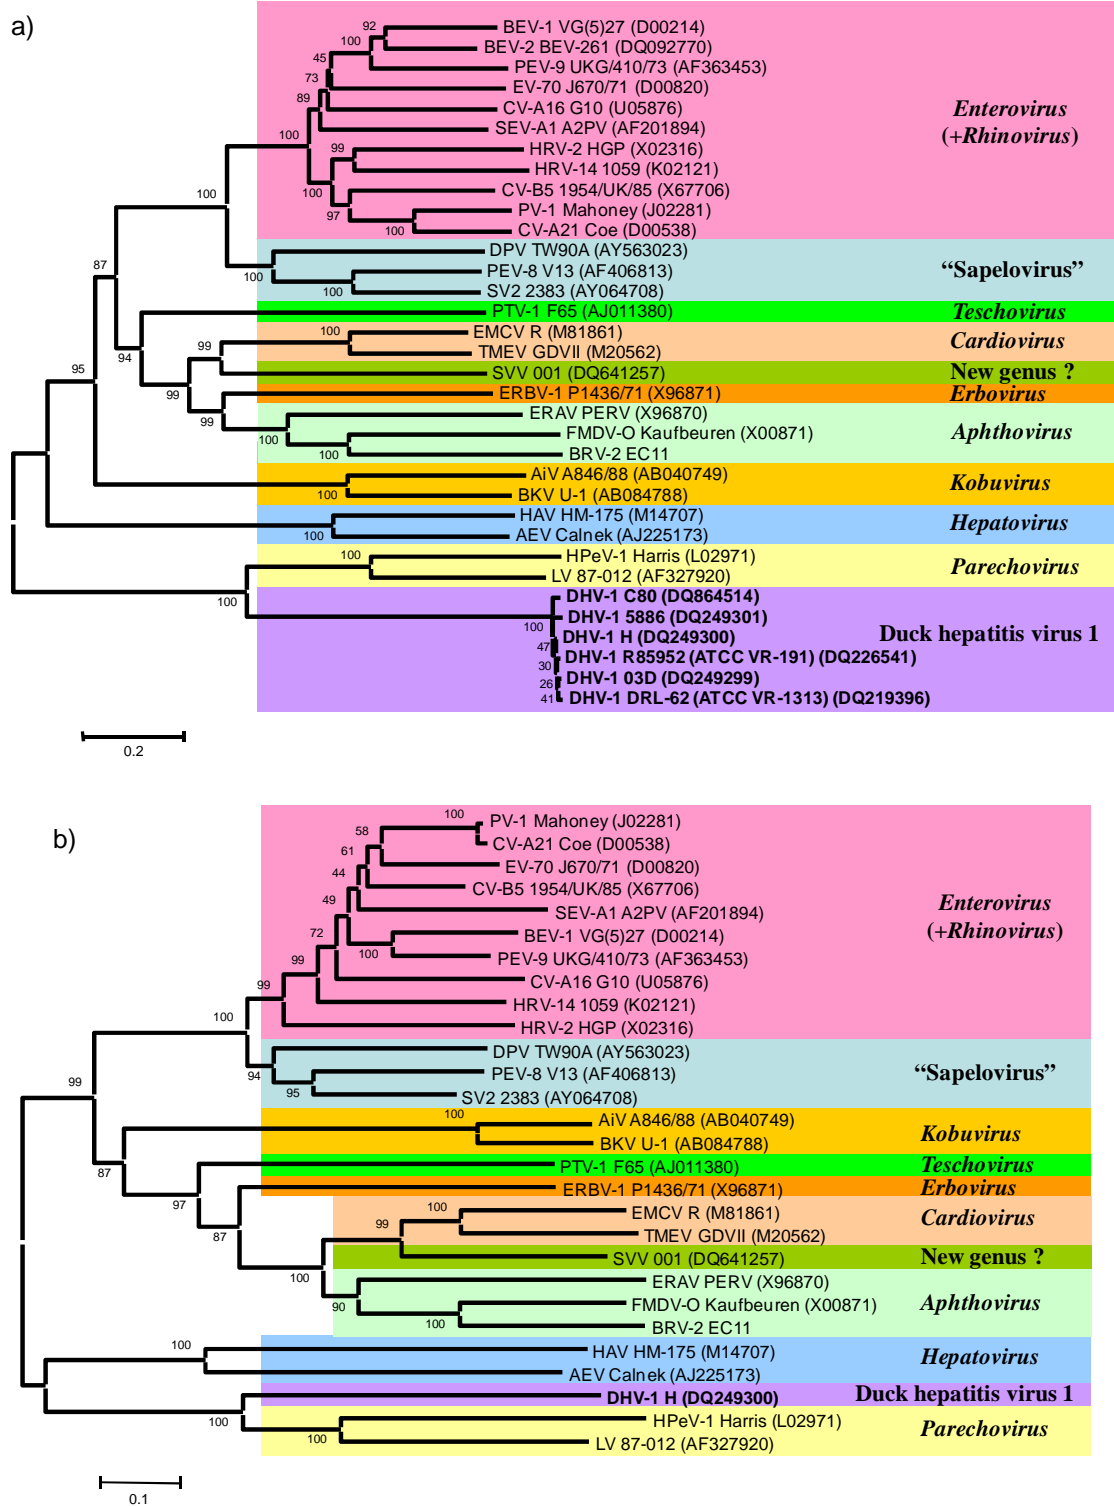 a)
92
BEV-1 VG(5)27 (D00214)
100
BEV-2 BEV-261 (DQ092770)
45
PEV-9 UKG/410/73 (AF363453)
73
EV-70 J670/71 (D00820)
89
CV-A16 G10 (U05876)
Enterovirus
(+Rhinovirus)
SEV-A1 A2PV (AF201894)
100
99
HRV-2 HGP (X02316)
HRV-14 1059 (K02121)
100
CV-B5 1954/UK/85 (X67706)
100
97
PV-1 Mahoney (J02281)
100
CV-A21 Coe (D00538)
DPV TW90A (AY563023)
87
100
PEV-8 V13 (AF406813)
“Sapelovirus”
100
SV2 2383 (AY064708)
PTV-1 F65 (AJ011380)
Teschovirus
100
EMCV R (M81861)
99
94
TMEV GDVII (M20562)
Cardiovirus
95
SVV 001 (DQ641257)
New genus ?
99
ERBV-1 P1436/71 (X96871)
Erbovirus
99
ERAV PERV (X96870)
100
FMDV-O Kaufbeuren (X00871)
Aphthovirus
100
BRV-2 EC11
AiV A846/88 (AB040749)
Kobuvirus
100
BKV U-1 (AB084788)
HAV HM-175 (M14707)
Hepatovirus
100
AEV Calnek (AJ225173)
100
HPeV-1 Harris (L02971)
Parechovirus
LV 87-012 (AF327920)
100
DHV-1 C80 (DQ864514)
DHV-1 5886 (DQ249301)
100
DHV-1 H (DQ249300)
Duck hepatitis virus 1
47
DHV-1 R85952 (ATCC VR-191) (DQ226541)
30
DHV-1 03D (DQ249299)
26
DHV-1 DRL-62 (ATCC VR-1313) (DQ219396)
41
0.2
b)
100
PV-1 Mahoney (J02281)
58
CV-A21 Coe (D00538)
61
EV-70 J670/71 (D00820)
44
CV-B5 1954/UK/85 (X67706)
49
SEV-A1 A2PV (AF201894)
Enterovirus
(+Rhinovirus)
72
BEV-1 VG(5)27 (D00214)
100
PEV-9 UKG/410/73 (AF363453)
99
CV-A16 G10 (U05876)
99
HRV-14 1059 (K02121)
100
HRV-2 HGP (X02316)
DPV TW90A (AY563023)
94
PEV-8 V13 (AF406813)
“Sapelovirus”
99
95
SV2 2383 (AY064708)
100
AiV A846/88 (AB040749)
Kobuvirus
BKV U-1 (AB084788)
87
PTV-1 F65 (AJ011380)
Teschovirus
ERBV-1 P1436/71 (X96871)
Erbovirus
97
100
EMCV R (M81861)
Cardiovirus
99
TMEV GDVII (M20562)
87
SVV 001 (DQ641257)
New genus ?
100
ERAV PERV (X96870)
90
FMDV-O Kaufbeuren (X00871)
Aphthovirus
100
BRV-2 EC11
100
HAV HM-175 (M14707)
Hepatovirus
AEV Calnek (AJ225173)
DHV-1 H (DQ249300)
Duck hepatitis virus 1
100
HPeV-1 Harris (L02971)
Parechovirus
100
LV 87-012 (AF327920)
0.1